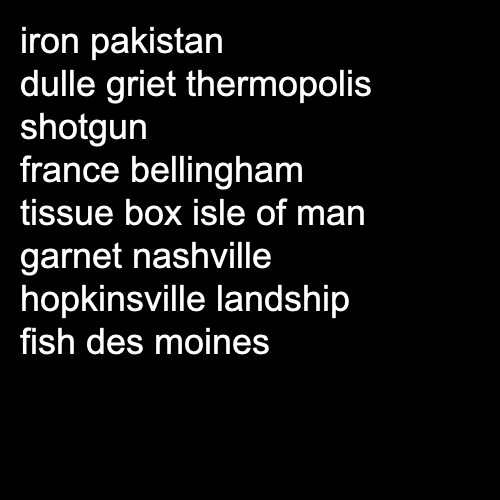 iron pakistan
dulle griet thermopolis
shotgun
france bellingham
tissue box isle of man
garnet nashville
hopkinsville landship
fish des moines